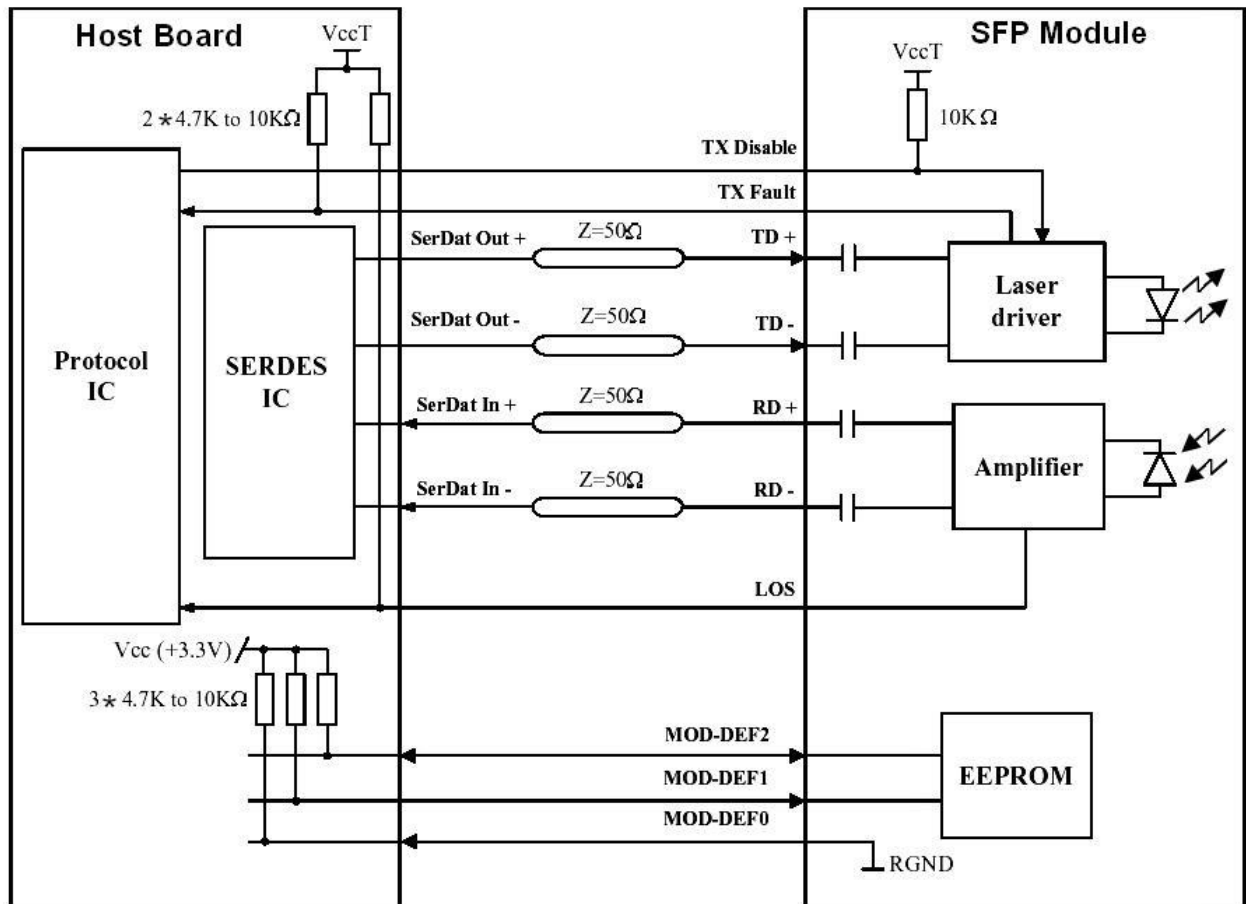 Host Board
SFP Module
VccT
VccT
2*4.7K to 10KΩ
10KΩ
TX Disable
TX Fault
SerDat Out +
Z=50Ω
TD +
SerDat Out -
Z=50Ω
TD -
Laser
driver
Protocol
IC
SERDES
IC
SerDat In +
Z=50Ω
RD +
SerDat In -
Z=50Ω
RD -
Amplifier
LOS
Vcc (+3.3V)
3* 4.7K to 10KΩ
MOD-DEF2
MOD-DEF1
MOD-DEF0
EEPROM
RGND